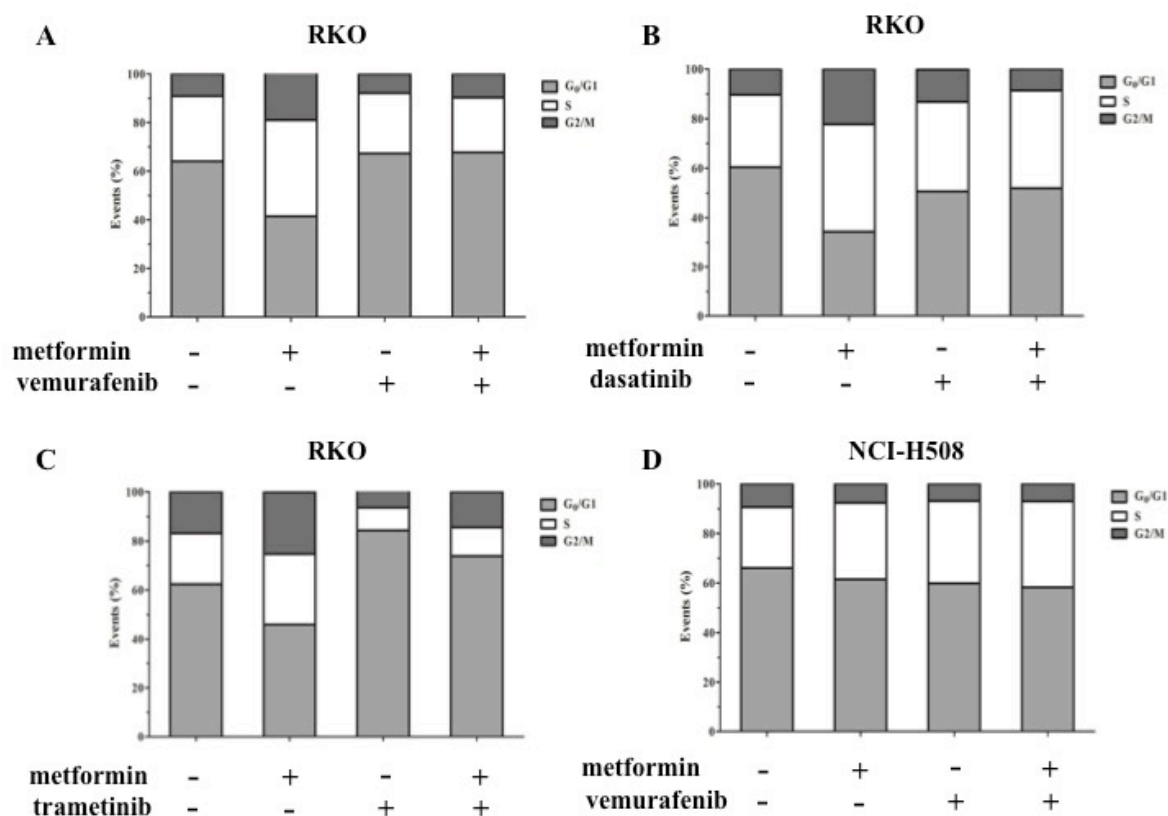 A
RKO
Events (%)
100
80
60
40
20
0
G₀/G1
S
G2/M
metformin - + - +
vemurafenib - - + +
B
RKO
Events (%)
100
80
60
40
20
0
G₀/G1
S
G2/M
metformin - + - +
dasatinib - - + +
C
RKO
Events (%)
100
80
60
40
20
0
G₀/G1
S
G2/M
metformin - + - +
trametinib - - + +
D
NCI-H508
Events (%)
100
80
60
40
20
0
G₀/G1
S
G2/M
metformin - + - +
vemurafenib - - + +